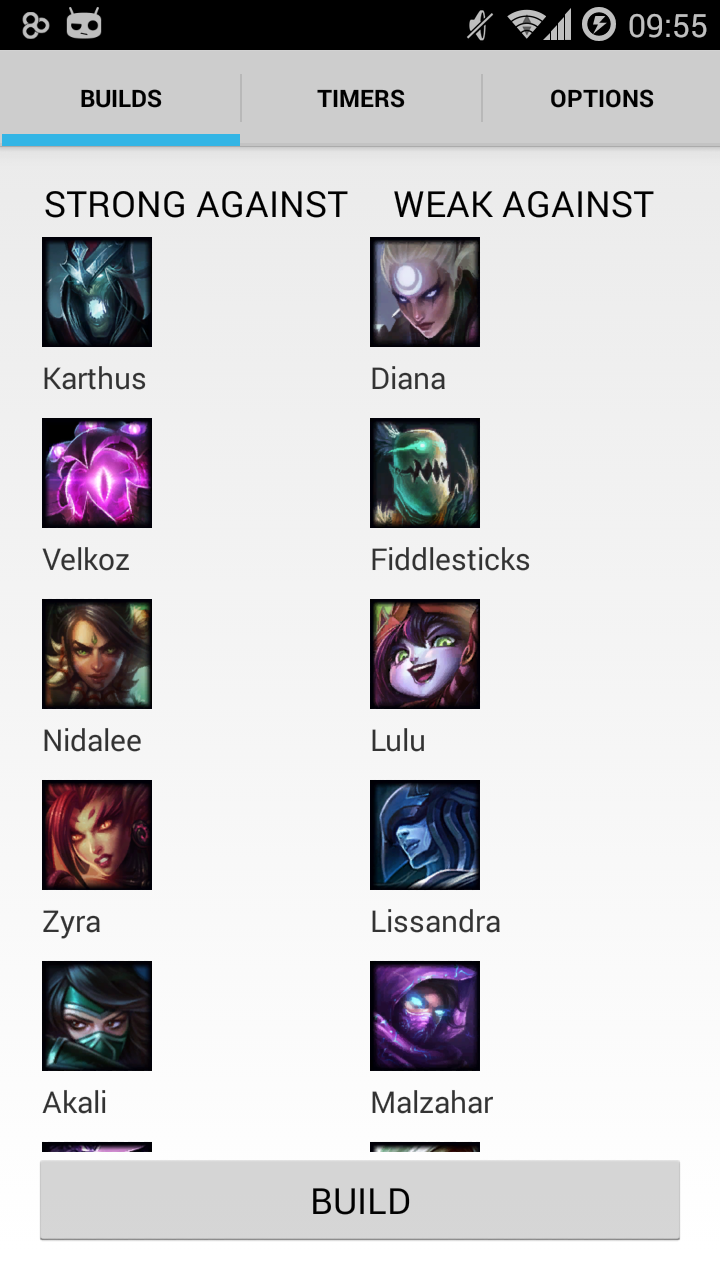 09:55
BUILDS TIMERS OPTIONS
STRONG AGAINST WEAK AGAINST
Karthus Diana
Velkoz Fiddlesticks
Nidalee Lulu
Zyra Lissandra
Akali Malzahar
BUILD